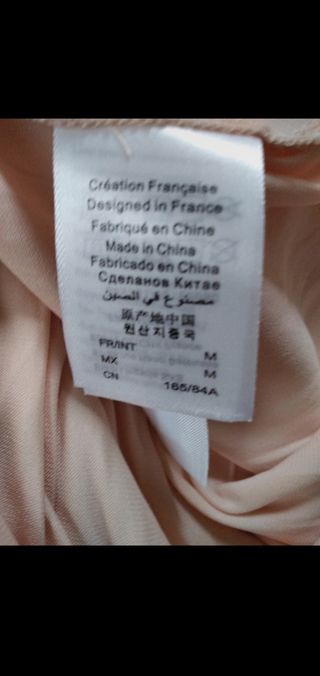 Création Française
Designed in France
Fabriqué en Chine
Made in China
Fabricado en China
Сделанов Китае
مصنوع في الصين
原产地中国
원산지중국
FR/INT M
MX M
CN 165/84A